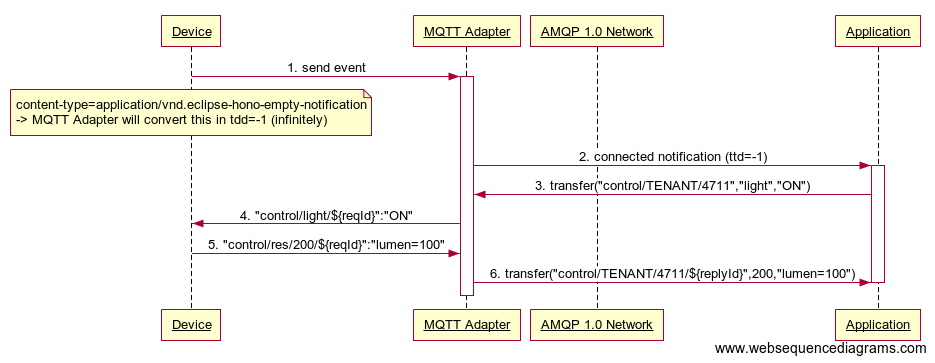 Device
MQTT Adapter
AMQP 1.0 Network
Application
1. send event
content-type=application/vnd.eclipse-hono-empty-notification
-> MQTT Adapter will convert this in tdd=-1 (infinitely)
2. connected notification (ttd=-1)
3. transfer("control/TENANT/4711","light","ON")
4. "control/light/${reqId}":"ON"
5. "control/res/200/${reqId}":"lumen=100"
6. transfer("control/TENANT/4711/${replyId}",200,"lumen=100")
Device
MQTT Adapter
AMQP 1.0 Network
Application
www.websequencediagrams.com